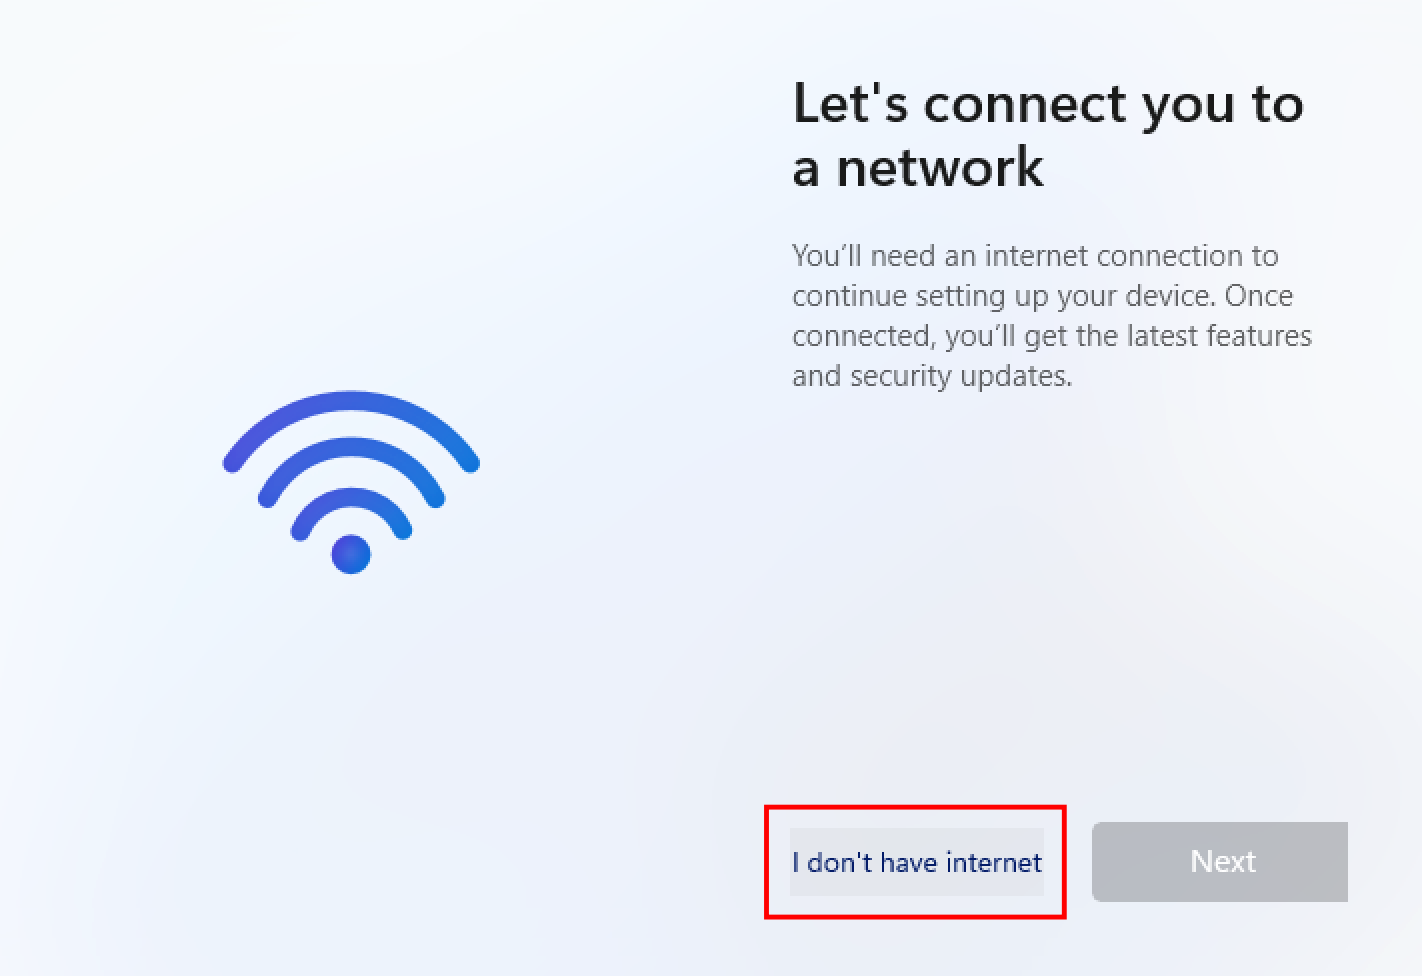 Let's connect you to
a network
You’ll need an internet connection to
continue setting up your device. Once
connected, you’ll get the latest features
and security updates.
I don't have internet
Next